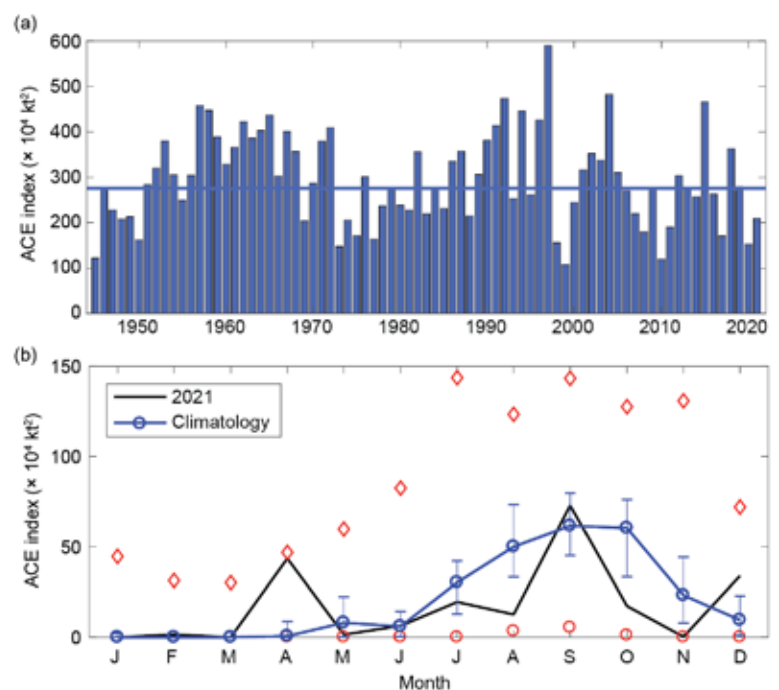 (a)
600
500
400
300
200
100
0
ACE index (× 10⁴ kt²)
1950 1960 1970 1980 1990 2000 2010 2020
(b)
150
100
50
0
ACE index (× 10⁴ kt²)
2021
Climatology
J F M A M J J A S O N D
Month